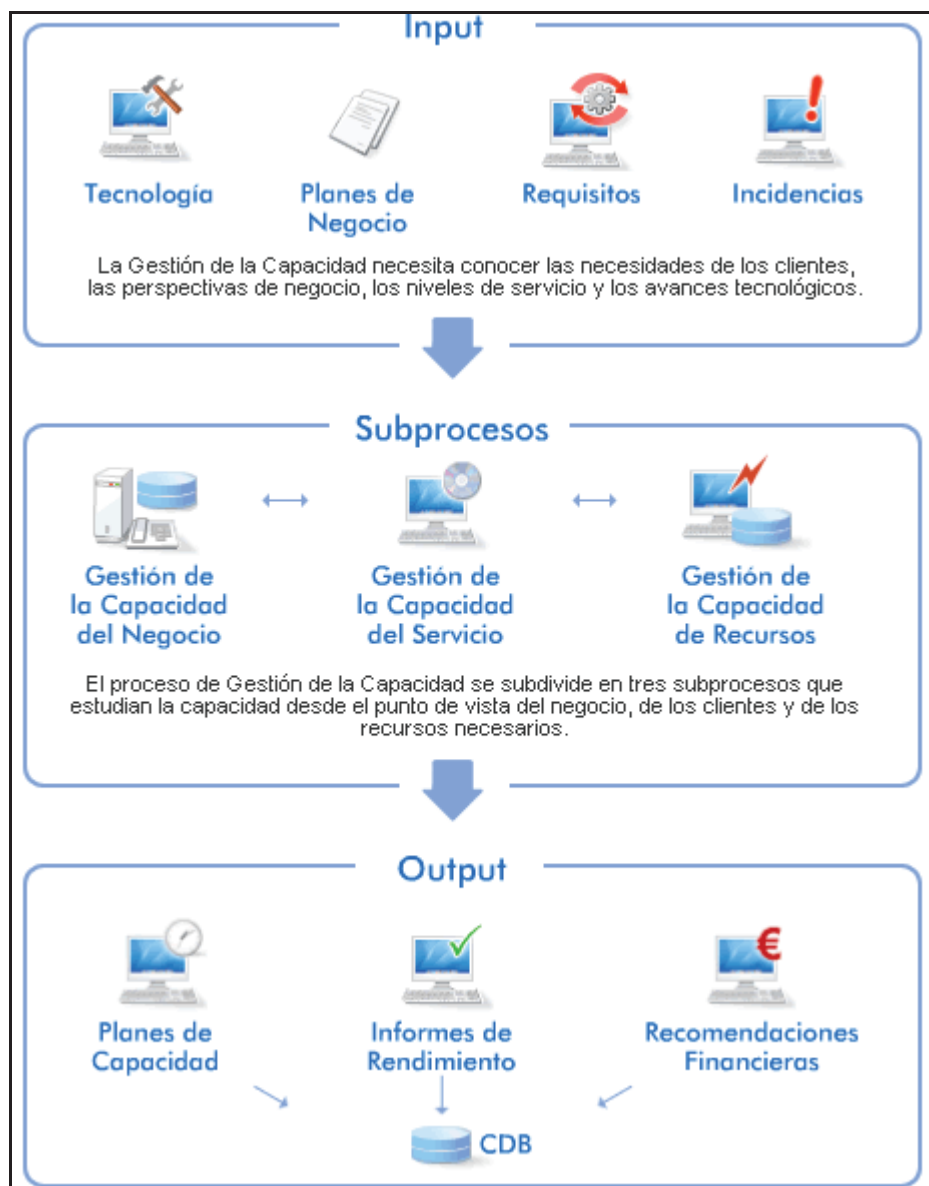 Input
Tecnología
Planes de
Negocio
Requisitos
Incidencias
La Gestión de la Capacidad necesita conocer las necesidades de los clientes,
las perspectivas de negocio, los niveles de servicio y los avances tecnológicos.
Subprocesos
Gestión de
la Capacidad
del Negocio
Gestión de
la Capacidad
del Servicio
Gestión de
la Capacidad
de Recursos
El proceso de Gestión de la Capacidad se subdivide en tres subprocesos que
estudian la capacidad desde el punto de vista del negocio, de los clientes y de los
recursos necesarios.
Output
€
Planes de
Capacidad
Informes de
Rendimiento
Recomendaciones
Financieras
CDB